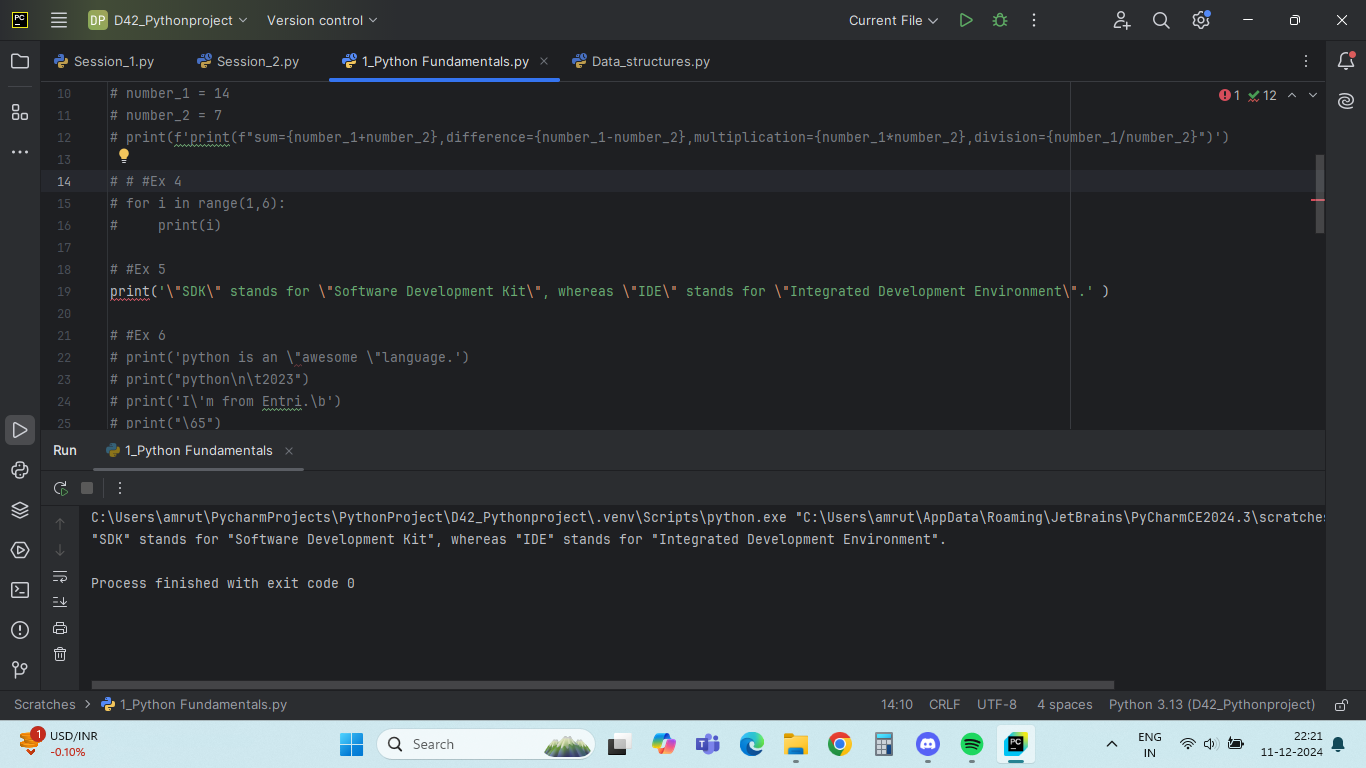 PC
DP D42_Pythonproject Version control Current File
Session_1.py Session_2.py 1_Python Fundamentals.py Data_structures.py
10 # number_1 = 14
1 12
11 # number_2 = 7
12 # print(f'print(f"sum={number_1+number_2},difference={number_1-number_2},multiplication={number_1*number_2},division={number_1/number_2}")')
13
14 # # #Ex 4
15 # for i in range(1,6):
16 #     print(i)
17
18 # #Ex 5
19 print('\"SDK\" stands for \"Software Development Kit\", whereas \"IDE\" stands for \"Integrated Development Environment\".' )
20
21 # #Ex 6
22 # print('python is an \"awesome \"language.')
23 # print("python\n\t2023")
24 # print('I\'m from Entri.\b')
25 # print("\65")
Run 1_Python Fundamentals
C:\Users\amrut\PycharmProjects\PythonProject\D42_Pythonproject\.venv\Scripts\python.exe "C:\Users\amrut\AppData\Roaming\JetBrains\PyCharmCE2024.3\scratches
"SDK" stands for "Software Development Kit", whereas "IDE" stands for "Integrated Development Environment".
Process finished with exit code 0
Scratches 1_Python Fundamentals.py 14:10 CRLF UTF-8 4 spaces Python 3.13 (D42_Pythonproject)
1 USD/INR
-0.10%
Search
PC
ENG
IN
22:21
11-12-2024